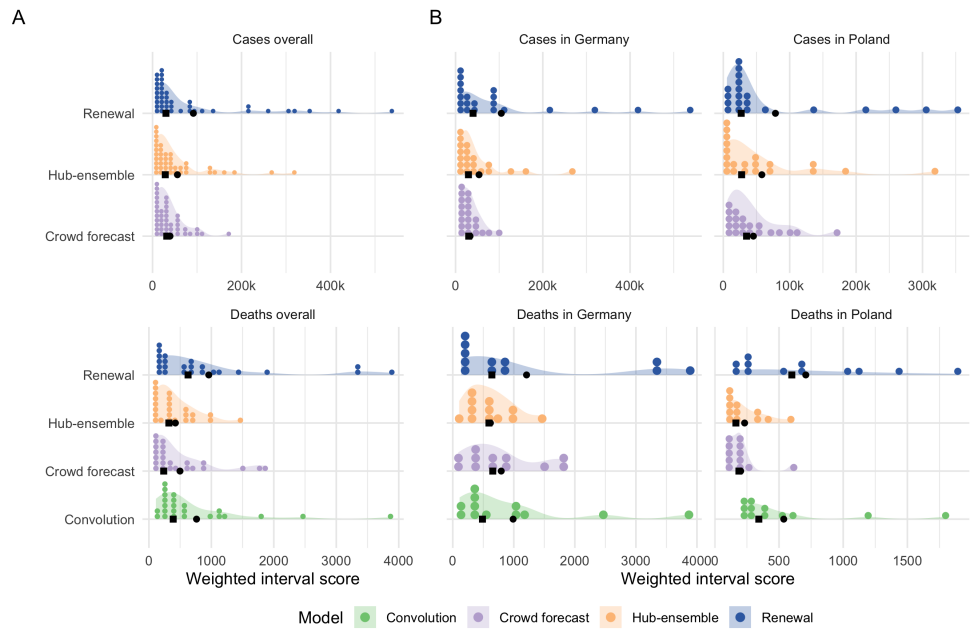 A
B
Cases overall
Cases in Germany
Cases in Poland
Renewal
Hub-ensemble
Crowd forecast
0 200k 400k
0 200k 400k
0 100k 200k 300k
Deaths overall
Deaths in Germany
Deaths in Poland
Renewal
Hub-ensemble
Crowd forecast
Convolution
0 1000 2000 3000 4000
0 1000 2000 3000 4000
0 500 1000 1500
Weighted interval score
Weighted interval score
Model Convolution Crowd forecast Hub-ensemble Renewal